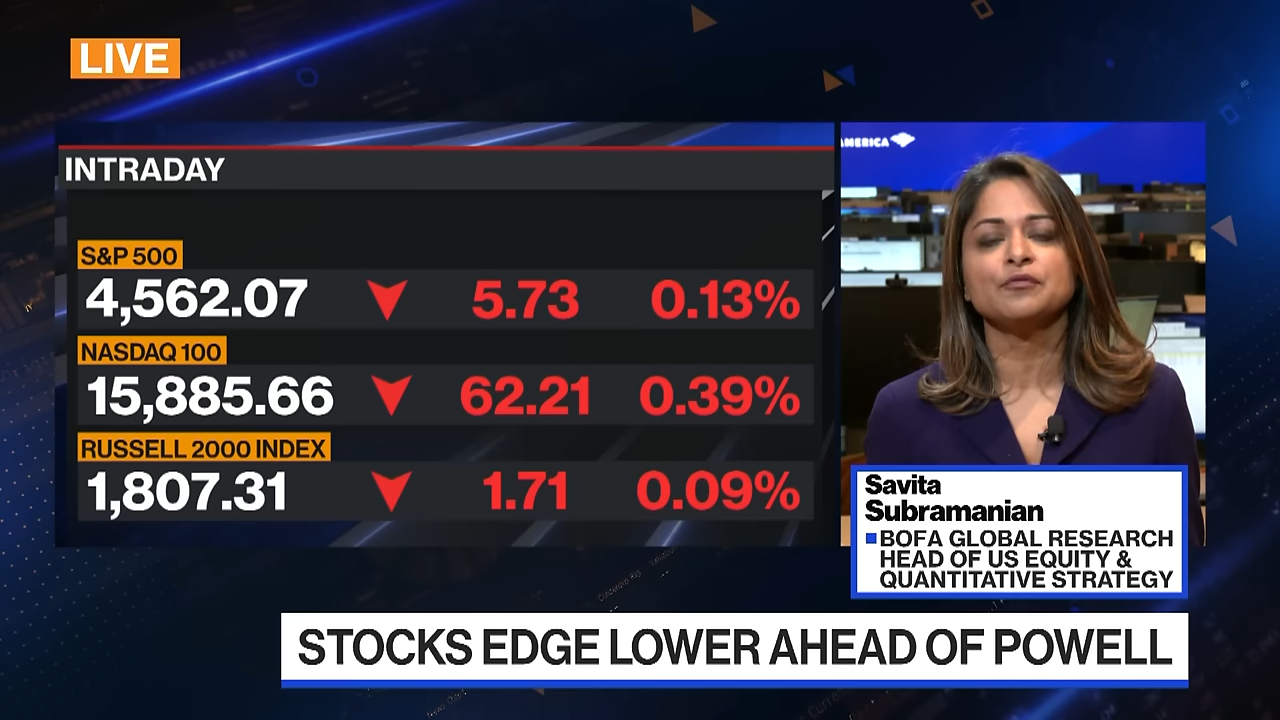 LIVE
INTRADAY
S&P 500
4,562.07 5.73 0.13%
NASDAQ 100
15,885.66 62.21 0.39%
RUSSELL 2000 INDEX
1,807.31 1.71 0.09%
AMERICA
Savita
Subramanian
BOFA GLOBAL RESEARCH
HEAD OF US EQUITY &
QUANTITATIVE STRATEGY
STOCKS EDGE LOWER AHEAD OF POWELL